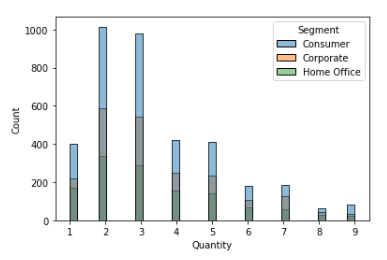 1000
800
600
400
200
0
Count
Segment
Consumer
Corporate
Home Office
1 2 3 4 5 6 7 8 9
Quantity